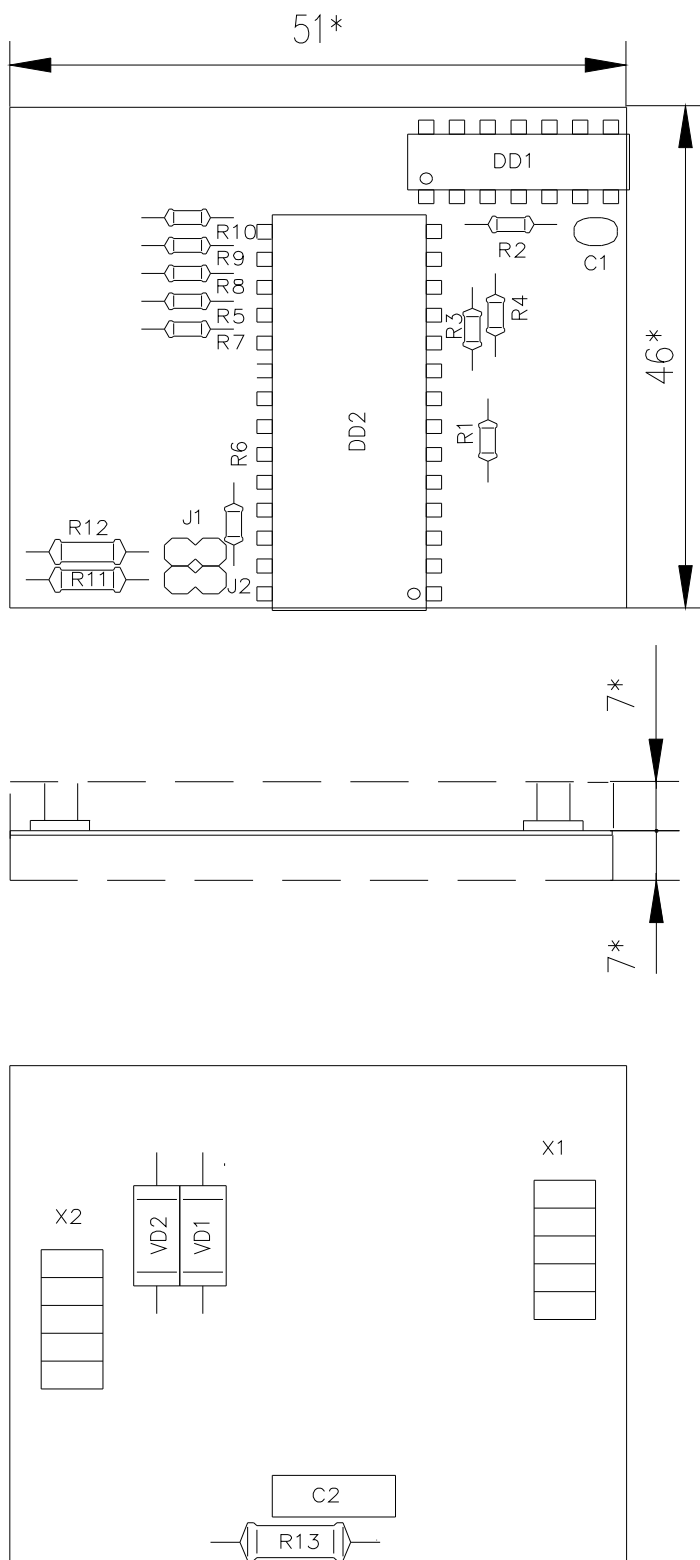 51*
DD1
R10
R2
C1
R9
R8
R4
R3
R5
R7
46*
DD2
R1
R6
J1
R12
R11
J2
7*
7*
X1
X2
VD2
VD1
C2
R13